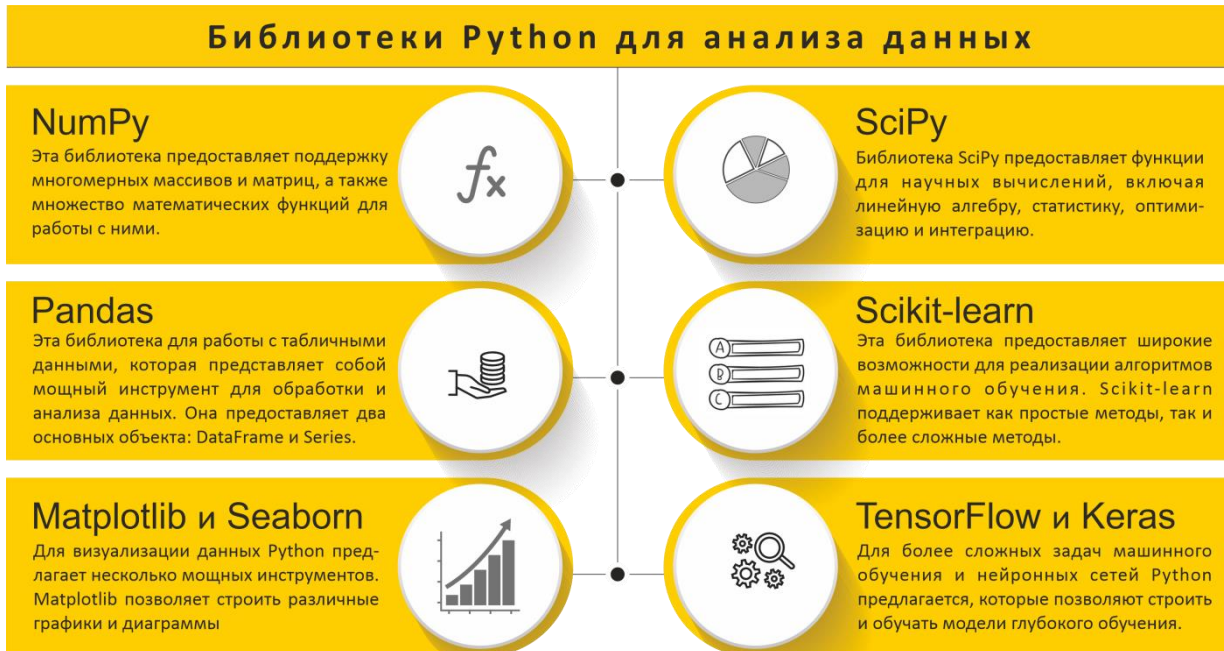 Библиотеки Python для анализа данных
NumPy
Эта библиотека предоставляет поддержку
многомерных массивов и матриц, а также
множество математических функций для
работы с ними.
fx
SciPy
Библиотека SciPy предоставляет функции
для научных вычислений, включая
линейную алгебру, статистику, оптими-
зацию и интеграцию.
Pandas
Эта библиотека для работы с табличными
данными, которая представляет собой
мощный инструмент для обработки и
анализа данных. Она предоставляет два
основных объекта: DataFrame и Series.
A
B
C
Scikit-learn
Эта библиотека предоставляет широкие
возможности для реализации алгоритмов
машинного обучения. Scikit-learn
поддерживает как простые методы, так и
более сложные методы.
Matplotlib и Seaborn
Для визуализации данных Python пред-
лагает несколько мощных инструментов.
Matplotlib позволяет строить различные
графики и диаграммы
TensorFlow и Keras
Для более сложных задач машинного
обучения и нейронных сетей Python
предлагается, которые позволяют строить
и обучать модели глубокого обучения.